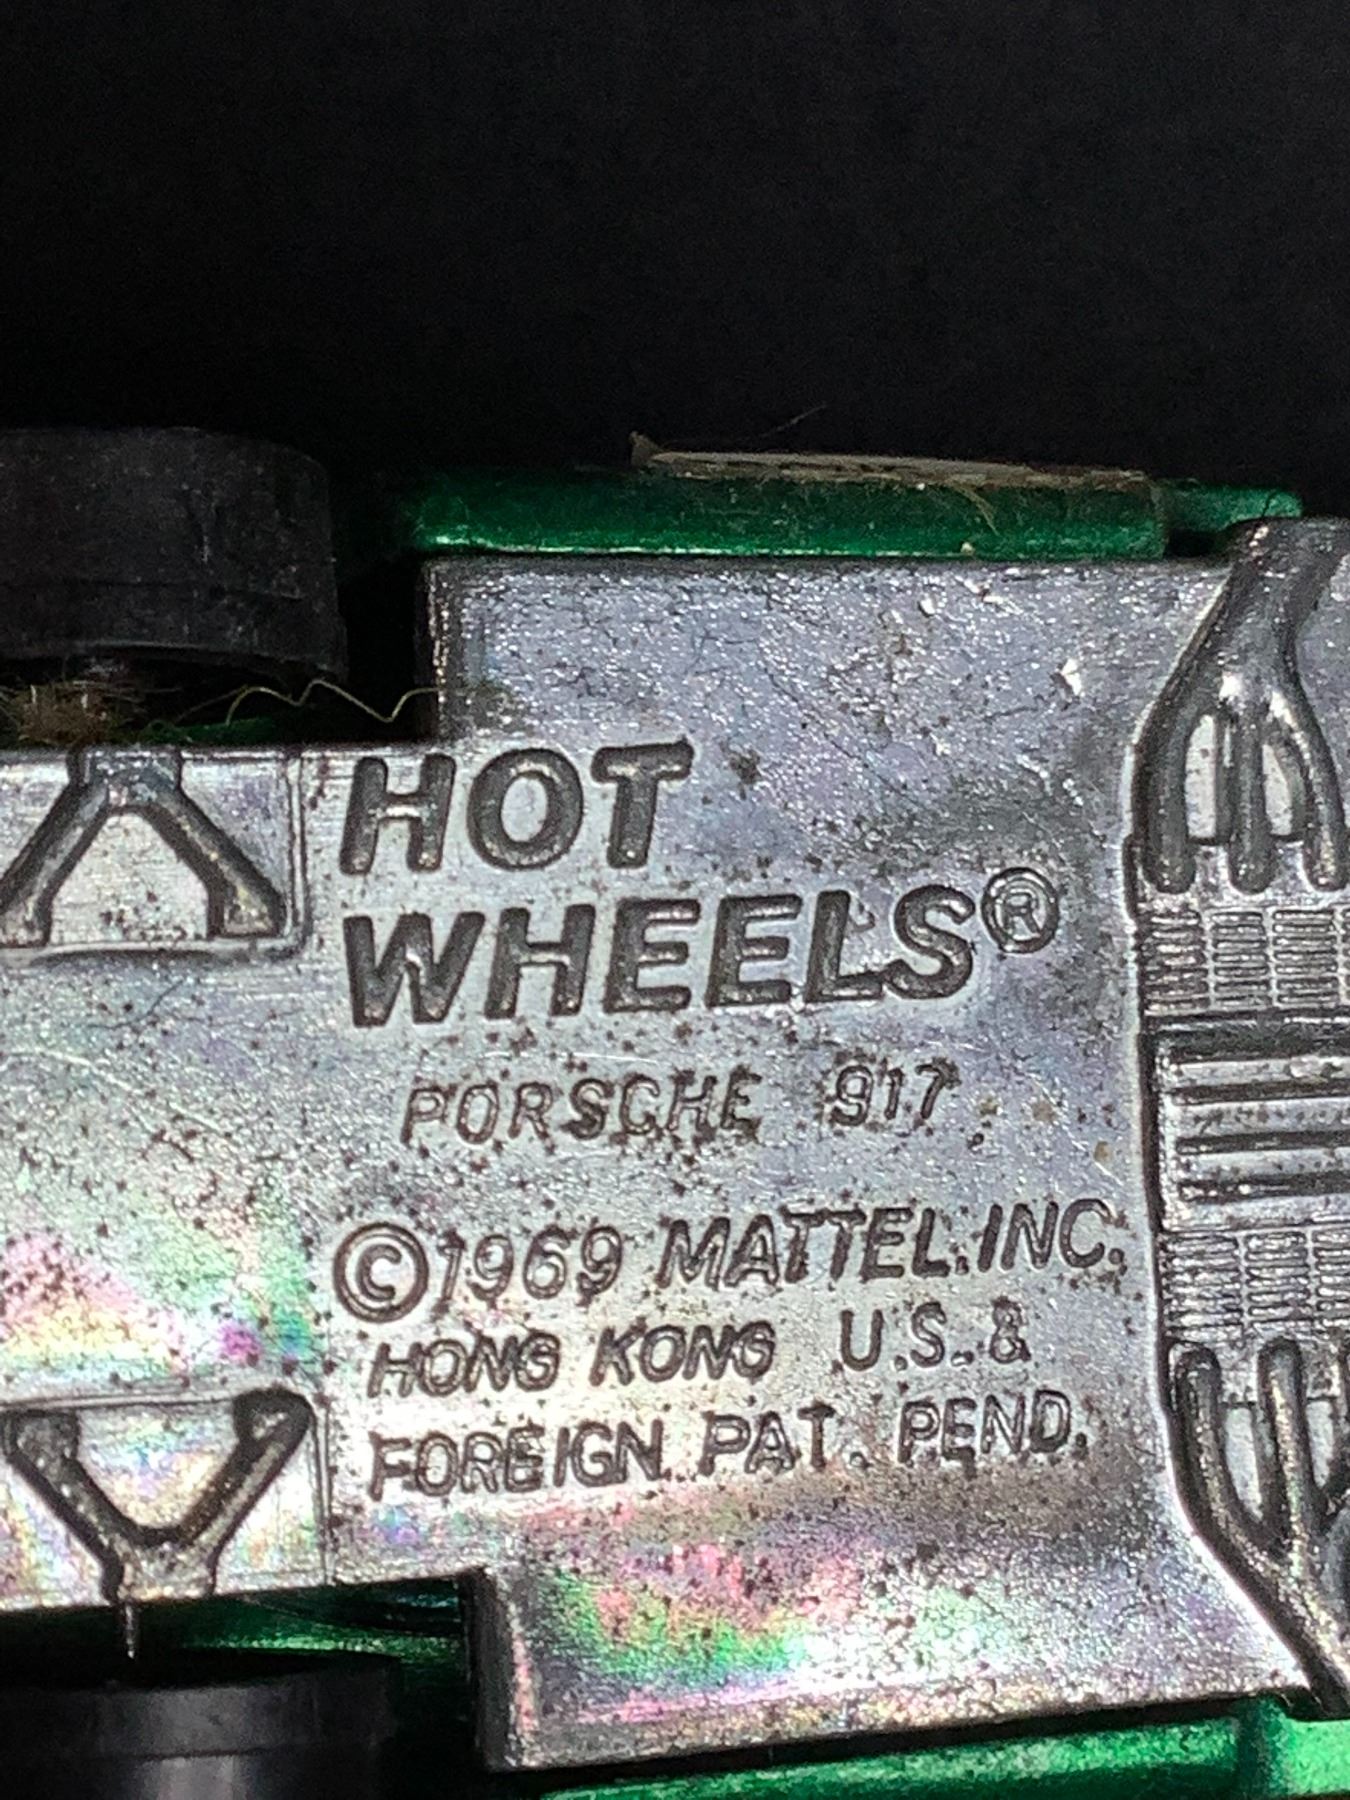 HOT
WHEELS®
PORSCHE 917
©1969 MATTEL. INC.
HONG KONG U.S. &
FOREIGN PAT. PEND.